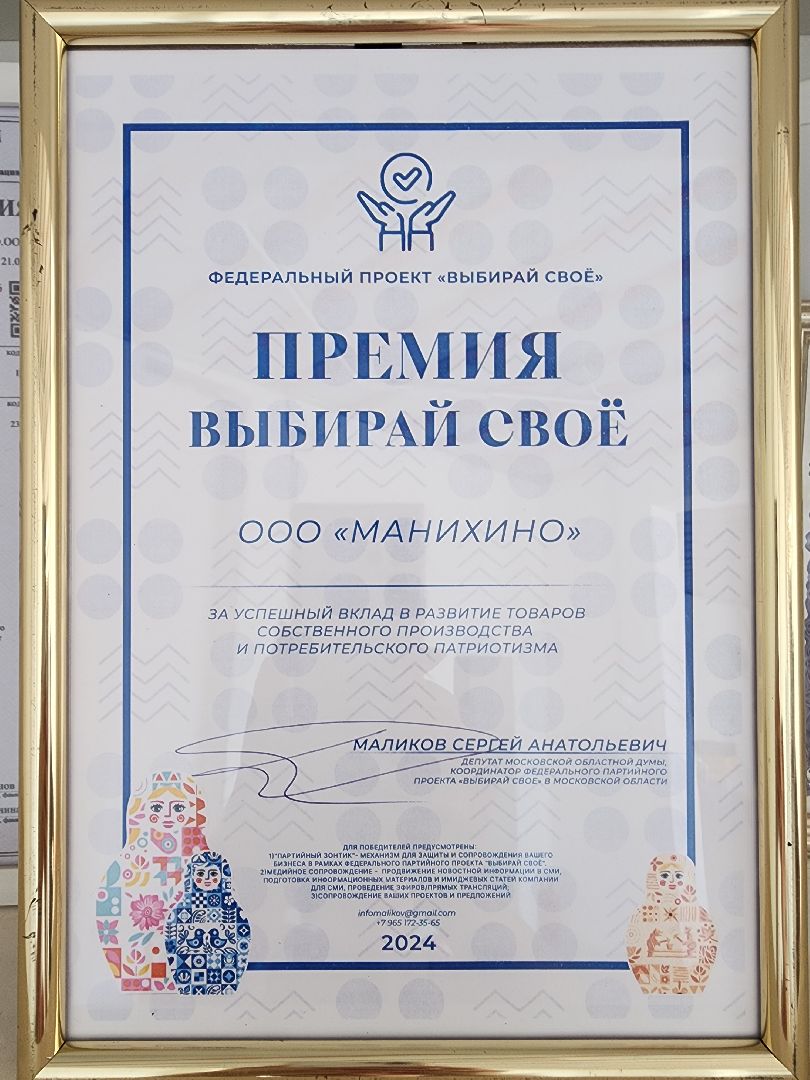 ФЕДЕРАЛЬНЫЙ ПРОЕКТ «ВЫБИРАЙ СВОЁ»
ПРЕМИЯ
ВЫБИРАЙ СВОЁ
ООО «МАНИХИНО»
ЗА УСПЕШНЫЙ ВКЛАД В РАЗВИТИЕ ТОВАРОВ
СОБСТВЕННОГО ПРОИЗВОДСТВА
И ПОТРЕБИТЕЛЬСКОГО ПАТРИОТИЗМА
МАЛИКОВ СЕРГЕЙ АНАТОЛЬЕВИЧ
ДЕПУТАТ МОСКОВСКОЙ ОБЛАСТНОЙ ДУМЫ,
КООРДИНАТОР ФЕДЕРАЛЬНОГО ПАРТИЙНОГО
ПРОЕКТА «ВЫБИРАЙ СВОЕ» В МОСКОВСКОЙ ОБЛАСТИ
ДЛЯ ПОБЕДИТЕЛЕЙ ПРЕДУСМОТРЕНЫ:
1)"ПАРТИЙНЫЙ ЗОНТИК"- МЕХАНИЗМ ДЛЯ ЗАЩИТЫ И СОПРОВОЖДЕНИЯ ВАШЕГО
БИЗНЕСА В РАМКАХ ФЕДЕРАЛЬНОГО ПАРТИЙНОГО ПРОЕКТА "ВЫБИРАЙ СВОЁ".
2)МЕДИЙНОЕ СОПРОВОЖДЕНИЕ - ПРОДВИЖЕНИЕ НОВОСТНОЙ ИНФОРМАЦИИ В СМИ,
ПОДГОТОВКА ИНФОРМАЦИОННЫХ МАТЕРИАЛОВ И ИМИДЖЕВЫХ СТАТЕЙ КОМПАНИИ
ДЛЯ СМИ, ПРОВЕДЕНИЕ ЭФИРОВ/ПРЯМЫХ ТРАНСЛЯЦИЙ;
3)СОПРОВОЖДЕНИЕ ВАШИХ ПРОЕКТОВ И ПРЕДЛОЖЕНИЙ
infomalikov@gmail.com
+7 965 172-35-65
2024